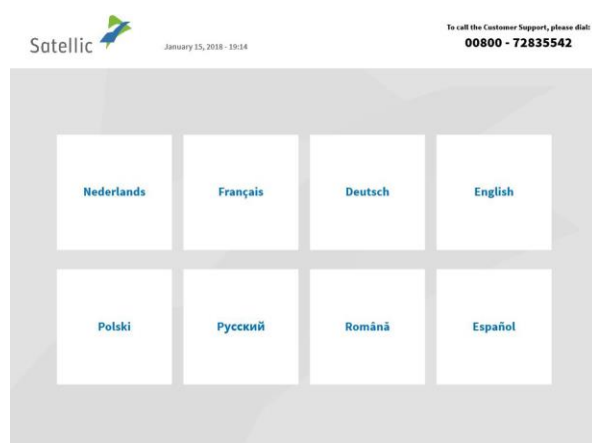 To call the Customer Support, please dial:
Satellic
January 15, 2018 - 19:14
00800 - 72835542
Nederlands Français Deutsch English
Polski Русский Română Español